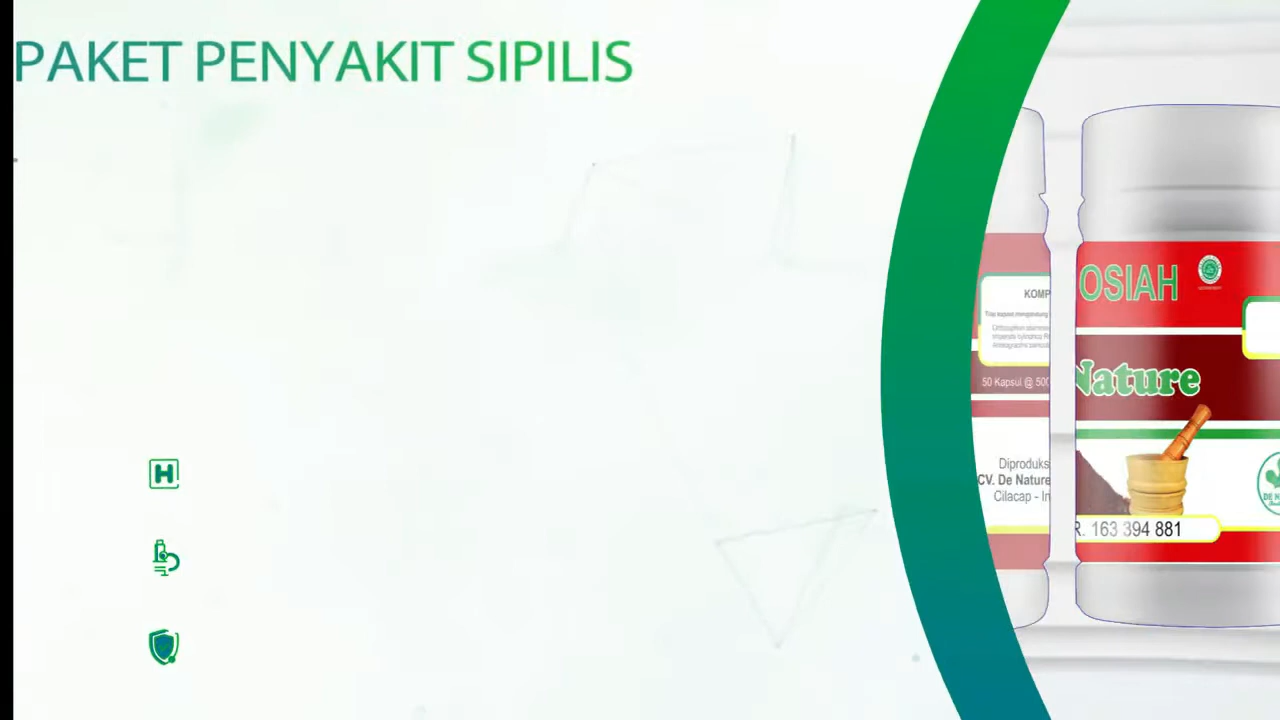 PAKET PENYAKIT SIPILIS
OSIAH
KOMP
Nature
50 Kapsul @ 500
Diproduks
CV. De Nature
Cilacap - In
R. 163 394 881
H